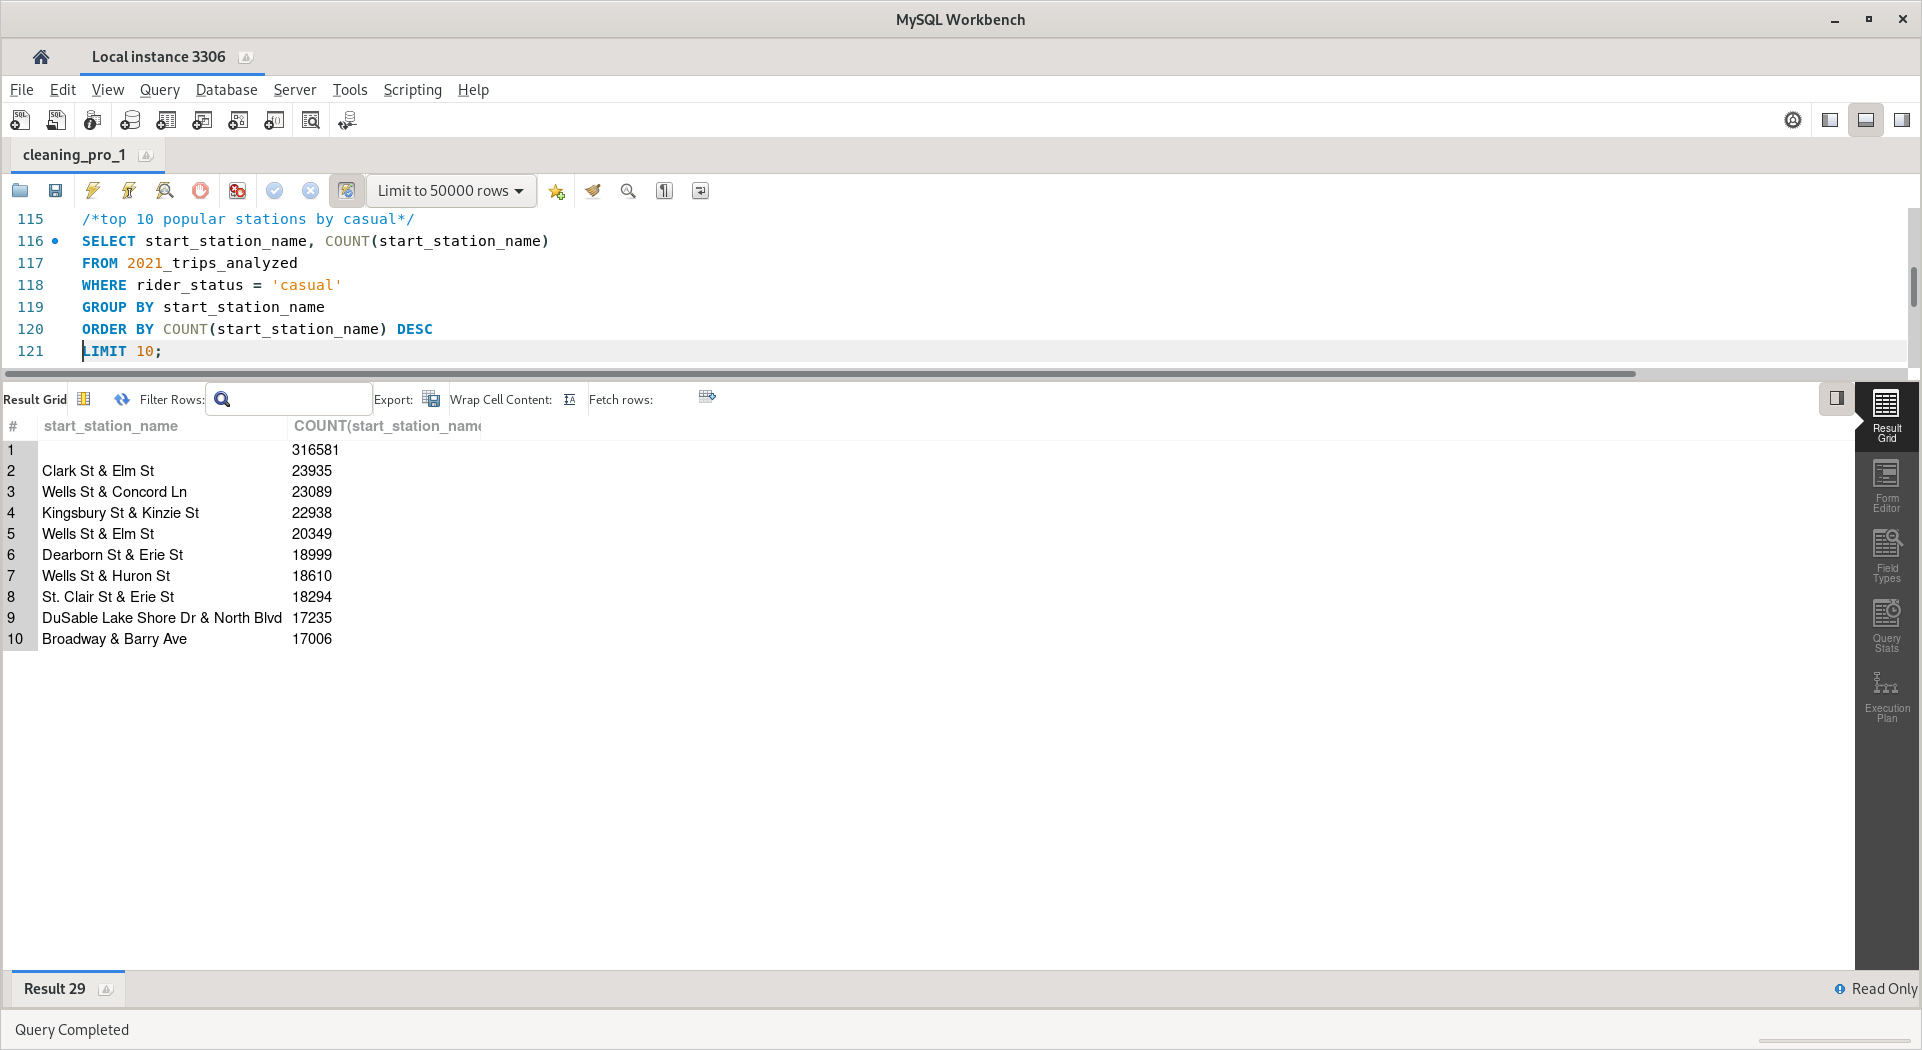 MySQL Workbench
Local instance 3306
File Edit View Query Database Server Tools Scripting Help
cleaning_pro_1
Limit to 50000 rows
115 /*top 10 popular stations by casual*/
116 SELECT start_station_name, COUNT(start_station_name)
117 FROM 2021_trips_analyzed
118 WHERE rider_status = 'casual'
119 GROUP BY start_station_name
120 ORDER BY COUNT(start_station_name) DESC
121 LIMIT 10;
Result Grid Filter Rows: Export: Wrap Cell Content: Fetch rows:
# start_station_name COUNT(start_station_name
1 316581
2 Clark St & Elm St 23935
3 Wells St & Concord Ln 23089
4 Kingsbury St & Kinzie St 22938
5 Wells St & Elm St 20349
6 Dearborn St & Erie St 18999
7 Wells St & Huron St 18610
8 St. Clair St & Erie St 18294
9 DuSable Lake Shore Dr & North Blvd 17235
10 Broadway & Barry Ave 17006
Result
Grid
Form
Editor
Field
Types
Query
Stats
Execution
Plan
Result 29
Read Only
Query Completed